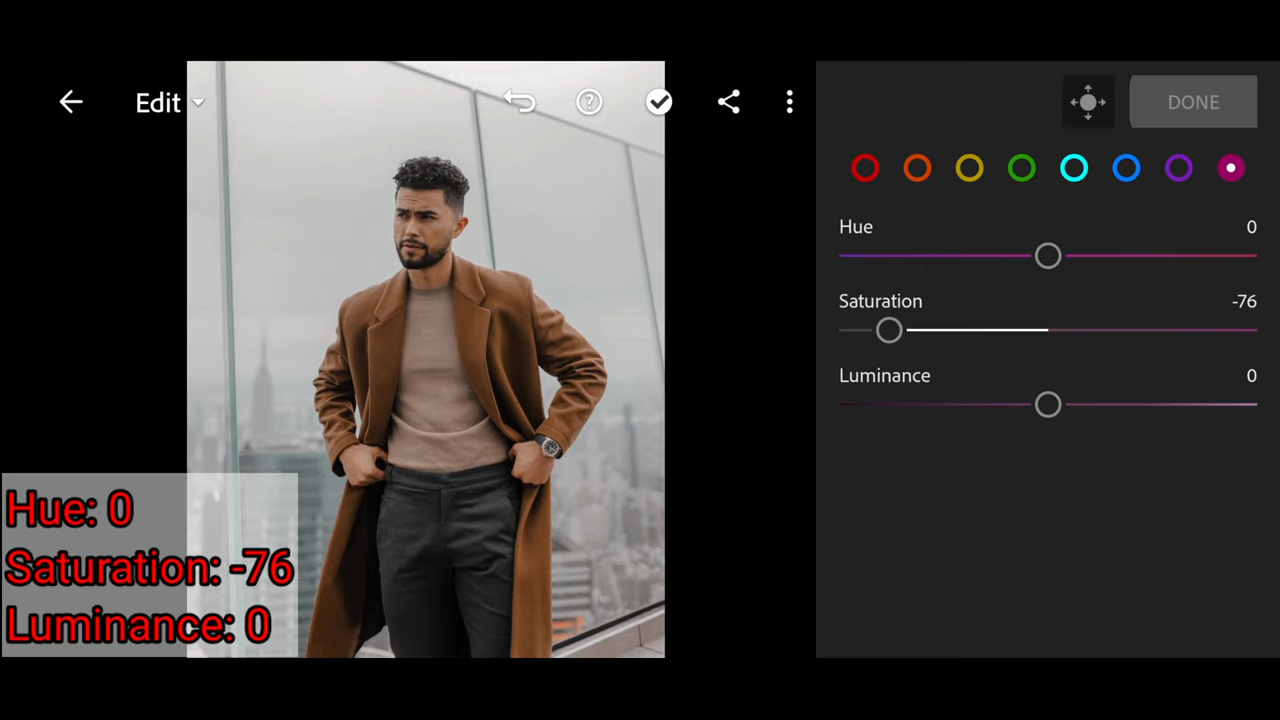 Edit
DONE
Hue 0
Saturation -76
Luminance 0
Hue: 0
Saturation: -76
Luminance: 0